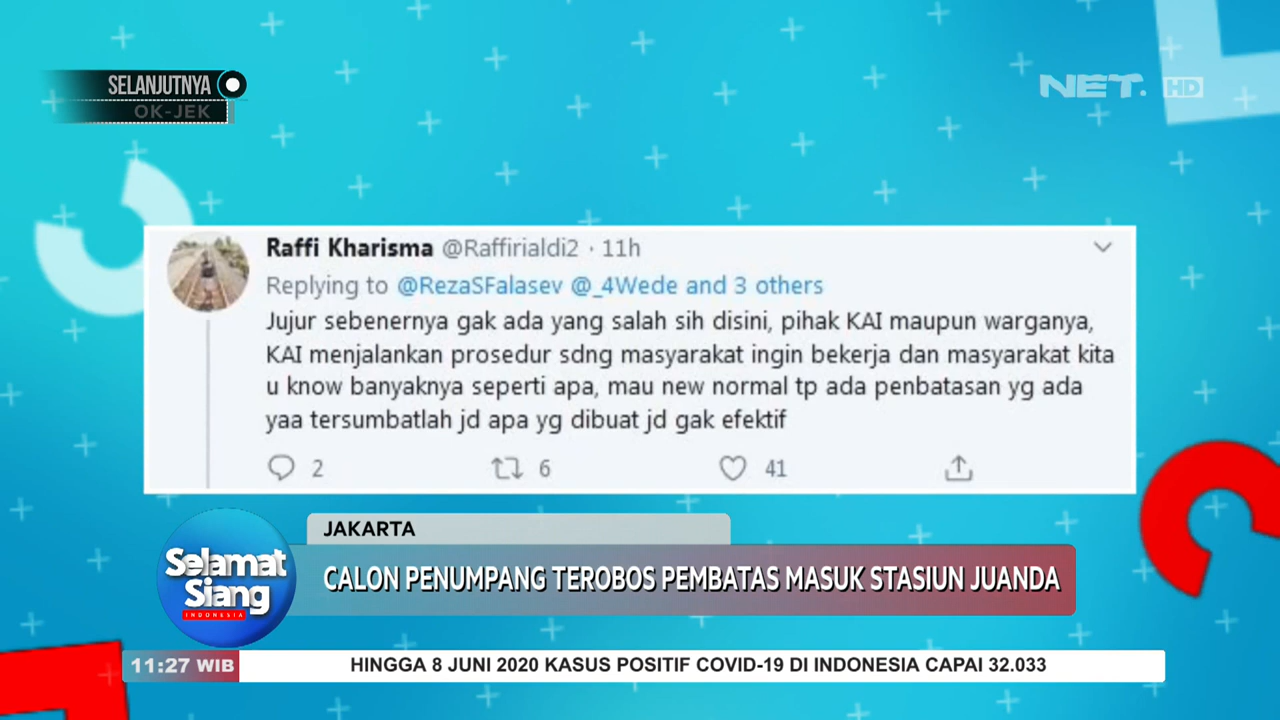 SELANJUTNYA
OK-JEK
NET. HD
Raffi Kharisma @Raffirialdi2 · 11h
Replying to @RezaSFalasev @_4Wede and 3 others
Jujur sebenernya gak ada yang salah sih disini, pihak KAI maupun warganya,
KAI menjalankan prosedur sdng masyarakat ingin bekerja dan masyarakat kita
u know banyaknya seperti apa, mau new normal tp ada penbatasan yg ada
yaa tersumbatlah jd apa yg dibuat jd gak efektif
2 6 41
JAKARTA
Selamat
Siang
INDONESIA
CALON PENUMPANG TEROBOS PEMBATAS MASUK STASIUN JUANDA
11:27 WIB
HINGGA 8 JUNI 2020 KASUS POSITIF COVID-19 DI INDONESIA CAPAI 32.033